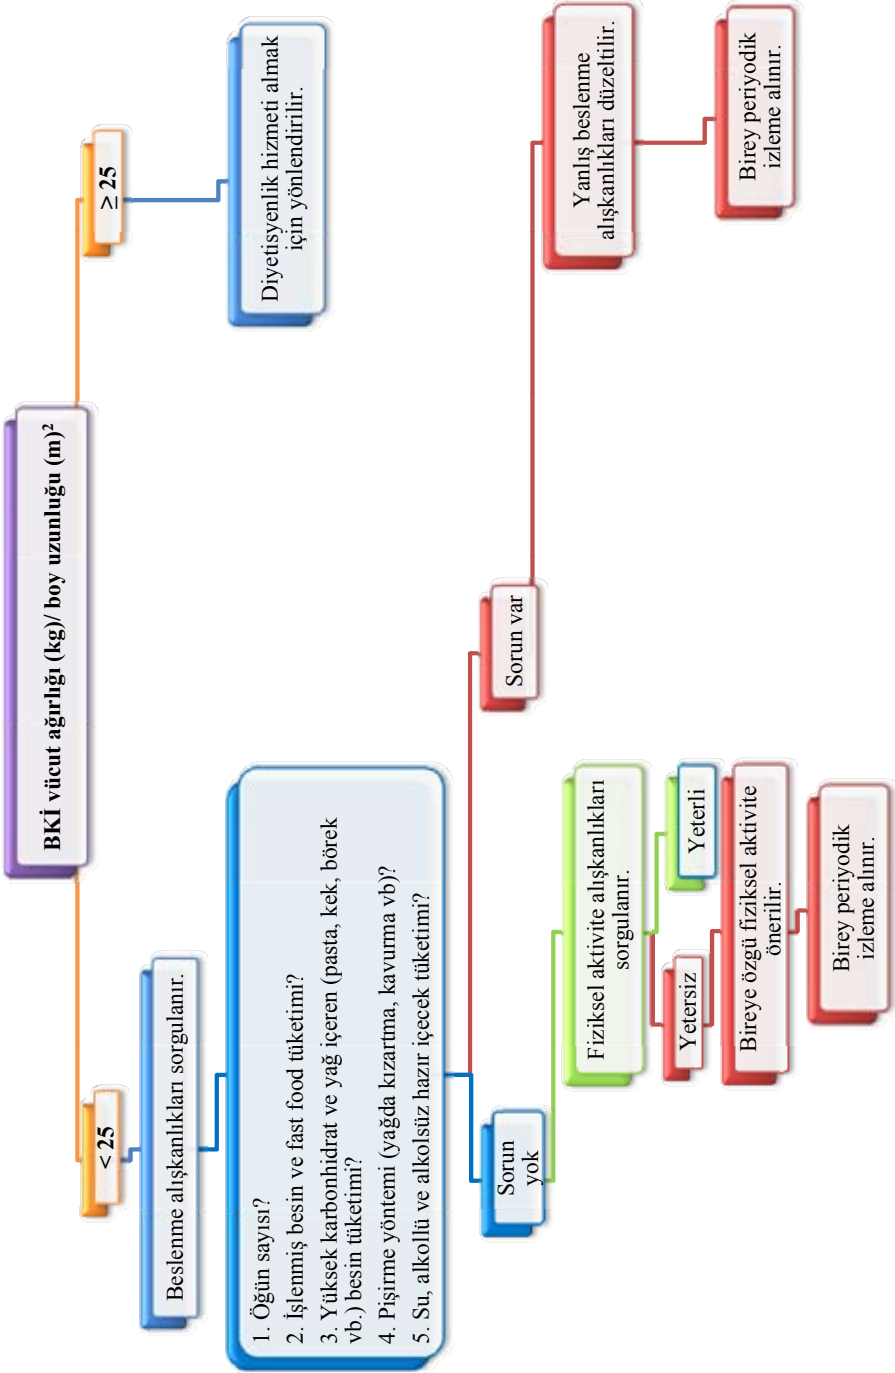 BKİ vücut ağırlığı (kg)/ boy uzunluğu (m)²
< 25
≥ 25
Beslenme alışkanlıkları sorgulanır.
Diyetisyenlik hizmeti almak
için yönlendirilir.
1. Öğün sayısı?
2. İşlenmiş besin ve fast food tüketimi?
3. Yüksek karbonhidrat ve yağ içeren (pasta, kek, börek
vb.) besin tüketimi?
4. Pişirme yöntemi (yağda kızartma, kavurma vb)?
5. Su, alkollü ve alkolsüz hazır içecek tüketimi?
Sorun
yok
Sorun var
Fiziksel aktivite alışkanlıkları
sorgulanır.
Yanlış beslenme
alışkanlıkları düzeltilir.
Yetersiz
Yeterli
Bireye özgü fiziksel aktivite
önerilir.
Birey periyodik
izleme alınır.
Birey periyodik
izleme alınır.